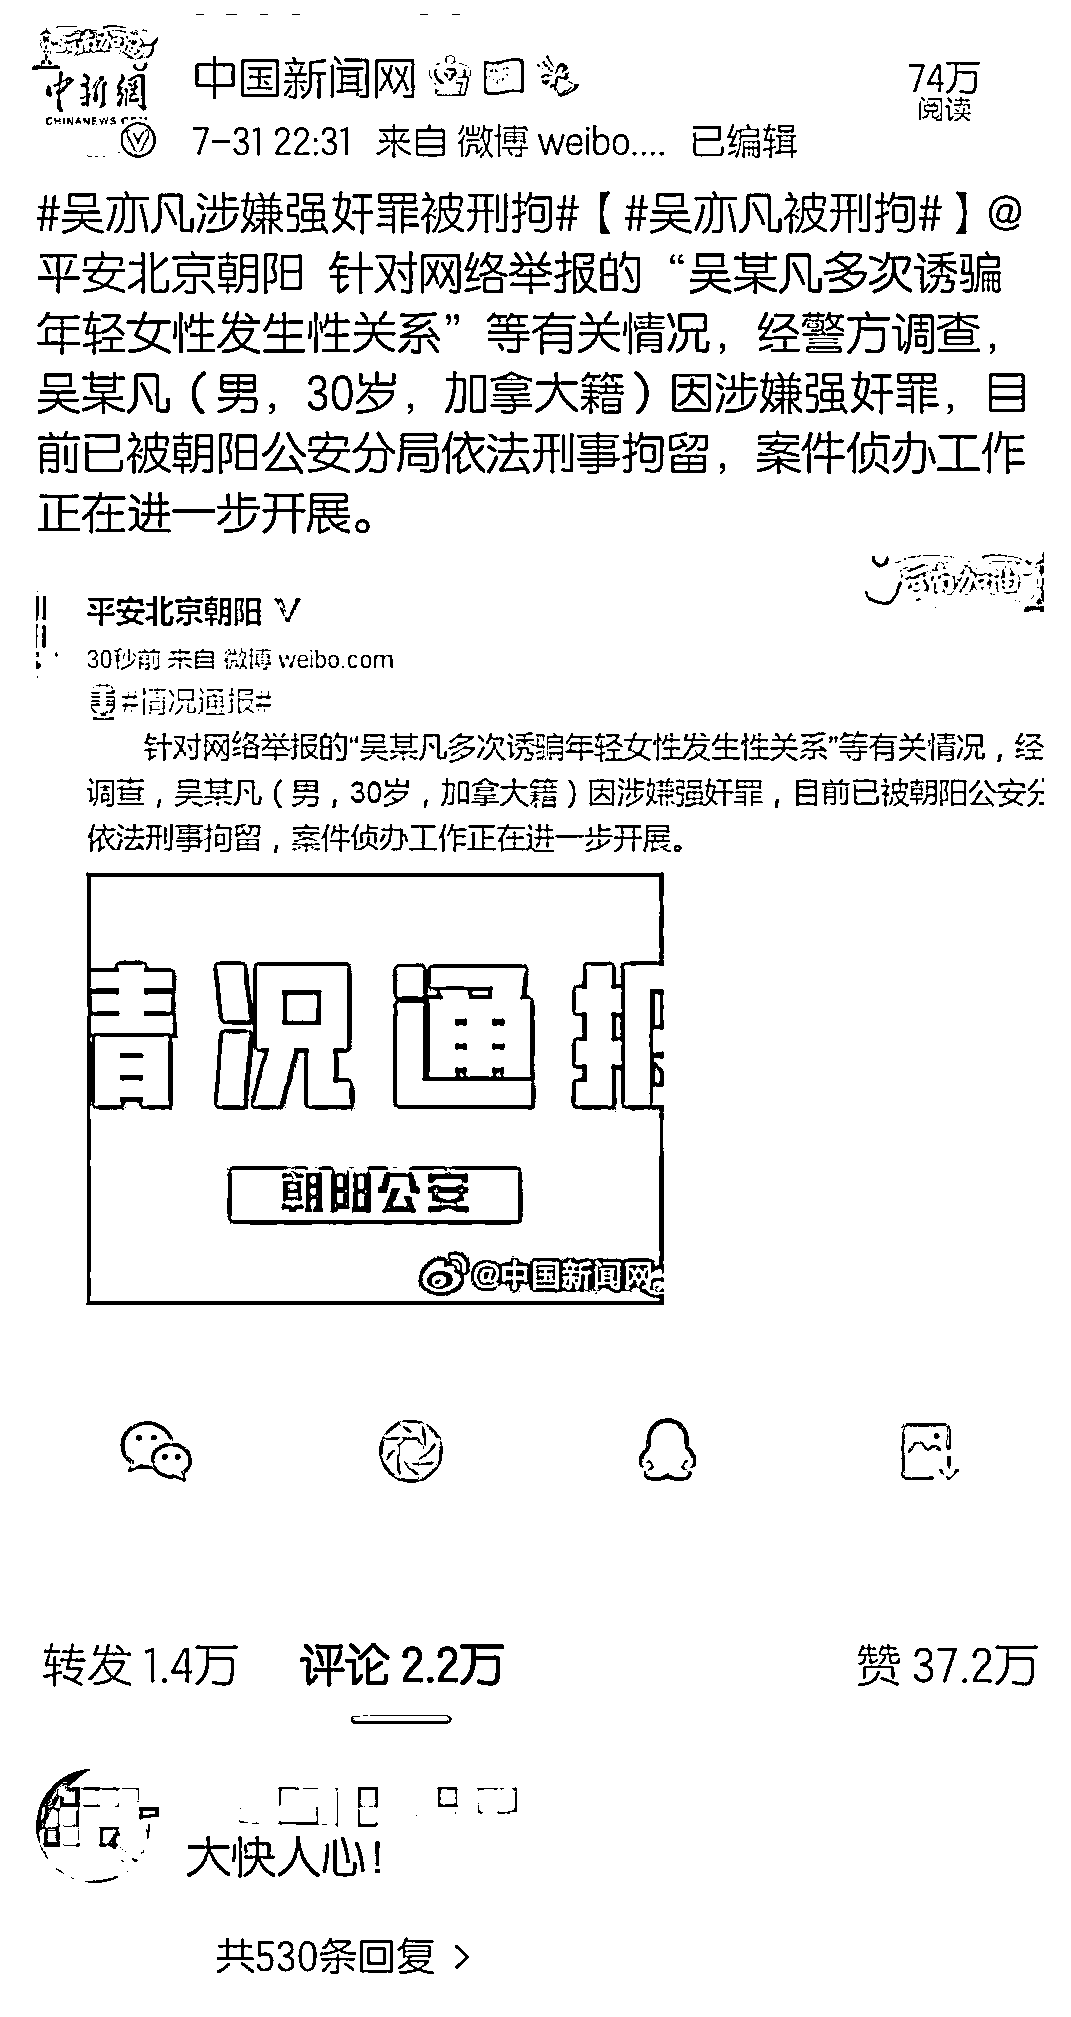 中新網
CHINANEWS
中国新闻网
74万
阅读
7-31 22:31 来自 微博 weibo.... 已编辑
#吴亦凡涉嫌强奸罪被刑拘#【#吴亦凡被刑拘#】@
平安北京朝阳 针对网络举报的“吴某凡多次诱骗
年轻女性发生性关系”等有关情况，经警方调查，
吴某凡（男，30岁，加拿大籍）因涉嫌强奸罪，目
前已被朝阳公安分局依法刑事拘留，案件侦办工作
正在进一步开展。
平安北京朝阳
30秒前 来自 微博 weibo.com
#情况通报#
针对网络举报的“吴某凡多次诱骗年轻女性发生性关系”等有关情况，经
调查，吴某凡（男，30岁，加拿大籍）因涉嫌强奸罪，目前已被朝阳公安分
依法刑事拘留，案件侦办工作正在进一步开展。
情况通报
朝阳公安
@中国新闻网
转发 1.4万 评论 2.2万 赞 37.2万
大快人心！
共530条回复 >